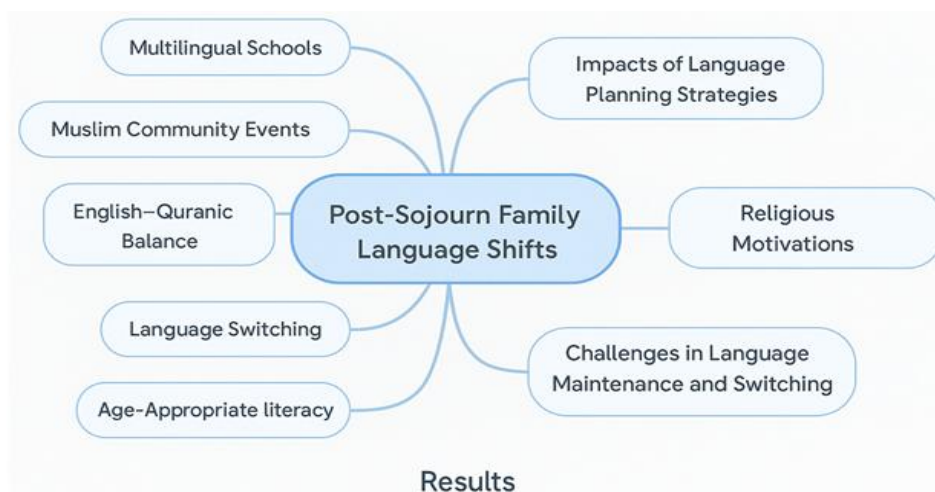 Multilingual Schools
Muslim Community Events
English–Quranic
Balance
Language Switching
Age-Appropriate literacy
Post-Sojourn Family
Language Shifts
Impacts of Language
Planning Strategies
Religious
Motivations
Challenges in Language
Maintenance and Switching
Results